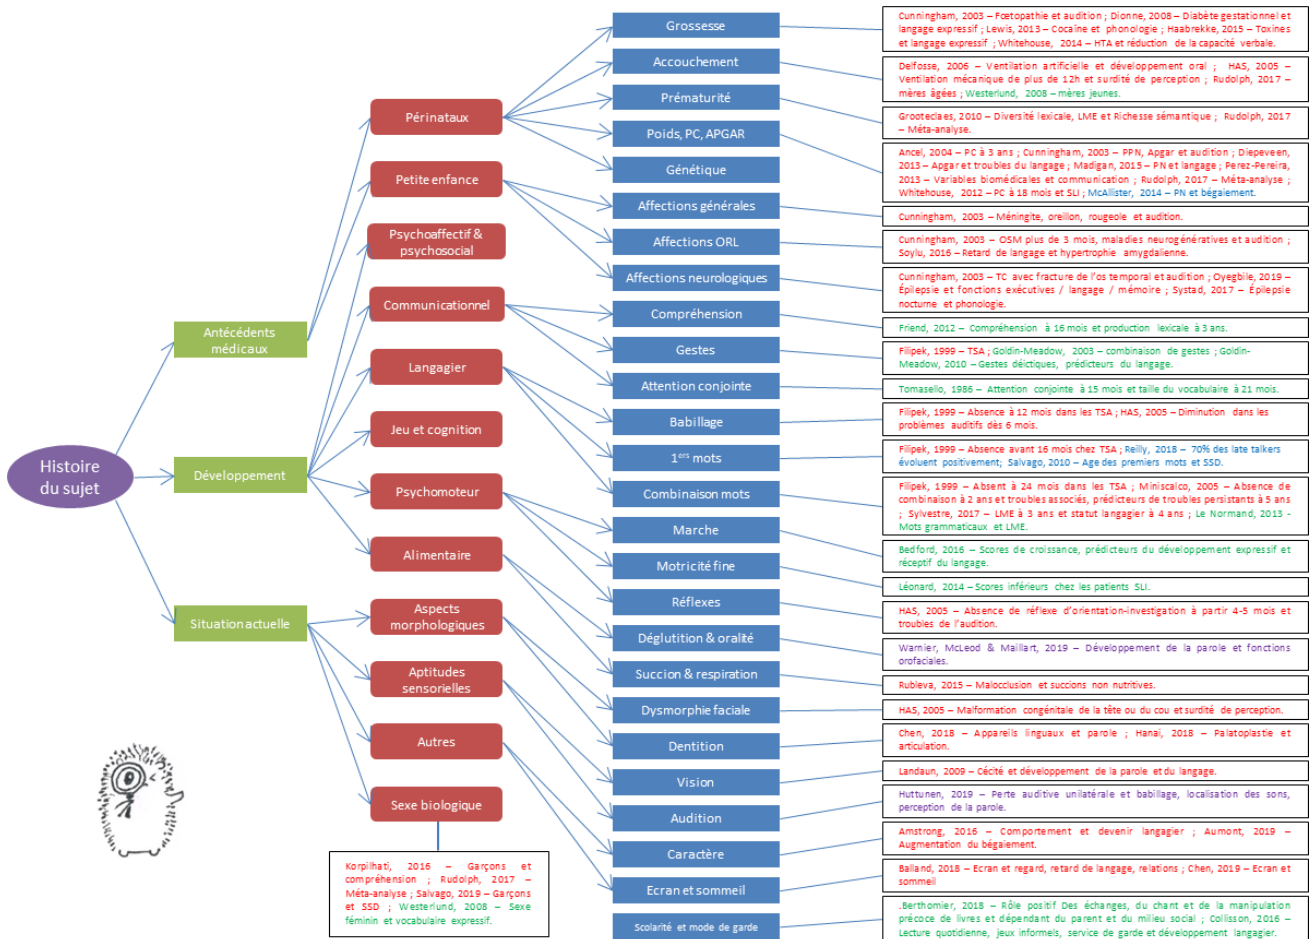 Histoire
du sujet
Antécédents
médicaux
Développement
Situation actuelle
Périnataux
Petite enfance
Psychoaffectif &
psychosocial
Communicationnel
Langagier
Jeu et cognition
Psychomoteur
Alimentaire
Aspects
morphologiques
Aptitudes
sensorielles
Autres
Sexe biologique
Korpilhati, 2016 – Garçons et
compréhension ; Rudolph, 2017 –
Méta-analyse ; Salvago, 2019 – Garçons
et SSD ; Westerlund, 2008 – Sexe
féminin et vocabulaire expressif.
Grossesse
Accouchement
Prématurité
Poids, PC, APGAR
Génétique
Affections générales
Affections ORL
Affections neurologiques
Compréhension
Gestes
Attention conjointe
Babillage
1ers mots
Combinaison mots
Marche
Motricité fine
Réflexes
Déglutition & oralité
Succion & respiration
Dysmorphie faciale
Dentition
Vision
Audition
Caractère
Ecran et sommeil
Scolarité et mode de garde
Cunningham, 2003 – Fœtopathie et audition ; Dionne, 2008 – Diabète gestationnel et
langage expressif ; Lewis, 2013 – Cocaïne et phonologie ; Haabrekke, 2015 – Toxines
et langage expressif ; Whitehouse, 2014 – HTA et réduction de la capacité verbale.
Delfosse, 2006 – Ventilation artificielle et développement oral ; HAS, 2005 –
Ventilation mécanique de plus de 12h et surdité de perception ; Rudolph, 2017 –
mères âgées ; Westerlund, 2008 – mères jeunes.
Grooteclaes, 2010 – Diversité lexicale, LME et Richesse sémantique ; Rudolph, 2017
– Méta-analyse.
Ancel, 2004 – PC à 3 ans ; Cunningham, 2003 – PPN, Apgar et audition ; Diepeveen,
2013 – Apgar et troubles du langage ; Madigan, 2015 – PN et langage ; Perez-Pereira,
2013 – Variables biomédicales et communication ; Rudolph, 2017 – Méta-analyse ;
Whitehouse, 2012 – PC à 18 mois et SLI ; McAllister, 2014 – PN et bégaiement.
Cunningham, 2003 – Méningite, oreillon, rougeole et audition.
Cunningham, 2003 – OSM plus de 3 mois, maladies neurogénératives et audition ;
Soylu, 2016 – Retard de langage et hypertrophie amygdalienne.
Cunningham, 2003 – TC avec fracture de l'os temporal et audition ; Oyegbile, 2019 –
Épilepsie et fonctions exécutives / langage / mémoire ; Systad, 2017 – Épilepsie
nocturne et phonologie.
Friend, 2012 – Compréhension à 16 mois et production lexicale à 3 ans.
Filipek, 1999 – TSA ; Goldin-Meadow, 2003 – combinaison de gestes ; Goldin-
Meadow, 2010 – Gestes déictiques, prédicteurs du langage.
Tomasello, 1986 – Attention conjointe à 15 mois et taille du vocabulaire à 21 mois.
Filipek, 1999 – Absence à 12 mois dans les TSA ; HAS, 2005 – Diminution dans les
problèmes auditifs dès 6 mois.
Filipek, 1999 – Absence avant 16 mois chez TSA ; Reilly, 2018 – 70% des late talkers
évoluent positivement; Salvago, 2010 – Age des premiers mots et SSD.
Filipek, 1999 – Absent à 24 mois dans les TSA ; Miniscalco, 2005 – Absence de
combinaison à 2 ans et troubles associés, prédicteurs de troubles persistants à 5 ans
; Sylvestre, 2017 – LME à 3 ans et statut langagier à 4 ans ; Le Normand, 2013 -
Mots grammaticaux et LME.
Bedford, 2016 – Scores de croissance, prédicteurs du développement expressif et
réceptif du langage.
Léonard, 2014 – Scores inférieurs chez les patients SLI.
HAS, 2005 – Absence de réflexe d'orientation-investigation à partir 4-5 mois et
troubles de l'audition.
Warnier, McLeod & Maillart, 2019 – Développement de la parole et fonctions
orofaciales.
Rubleva, 2015 – Malocclusion et succions non nutritives.
HAS, 2005 – Malformation congénitale de la tête ou du cou et surdité de perception.
Chen, 2018 – Appareils linguaux et parole ; Hanai, 2018 – Palatoplastie et
articulation.
Landaun, 2009 – Cécité et développement de la parole et du langage.
Huttunen, 2019 – Perte auditive unilatérale et babillage, localisation des sons,
perception de la parole.
Amstrong, 2016 – Comportement et devenir langagier ; Aumont, 2019 –
Augmentation du bégaiement.
Balland, 2018 – Ecran et regard, retard de langage, relations ; Chen, 2019 – Ecran et
sommeil
.Berthomier, 2018 – Rôle positif Des échanges, du chant et de la manipulation
précoce de livres et dépendant du parent et du milieu social ; Collisson, 2016 –
Lecture quotidienne, jeux informels, service de garde et développement langagier.